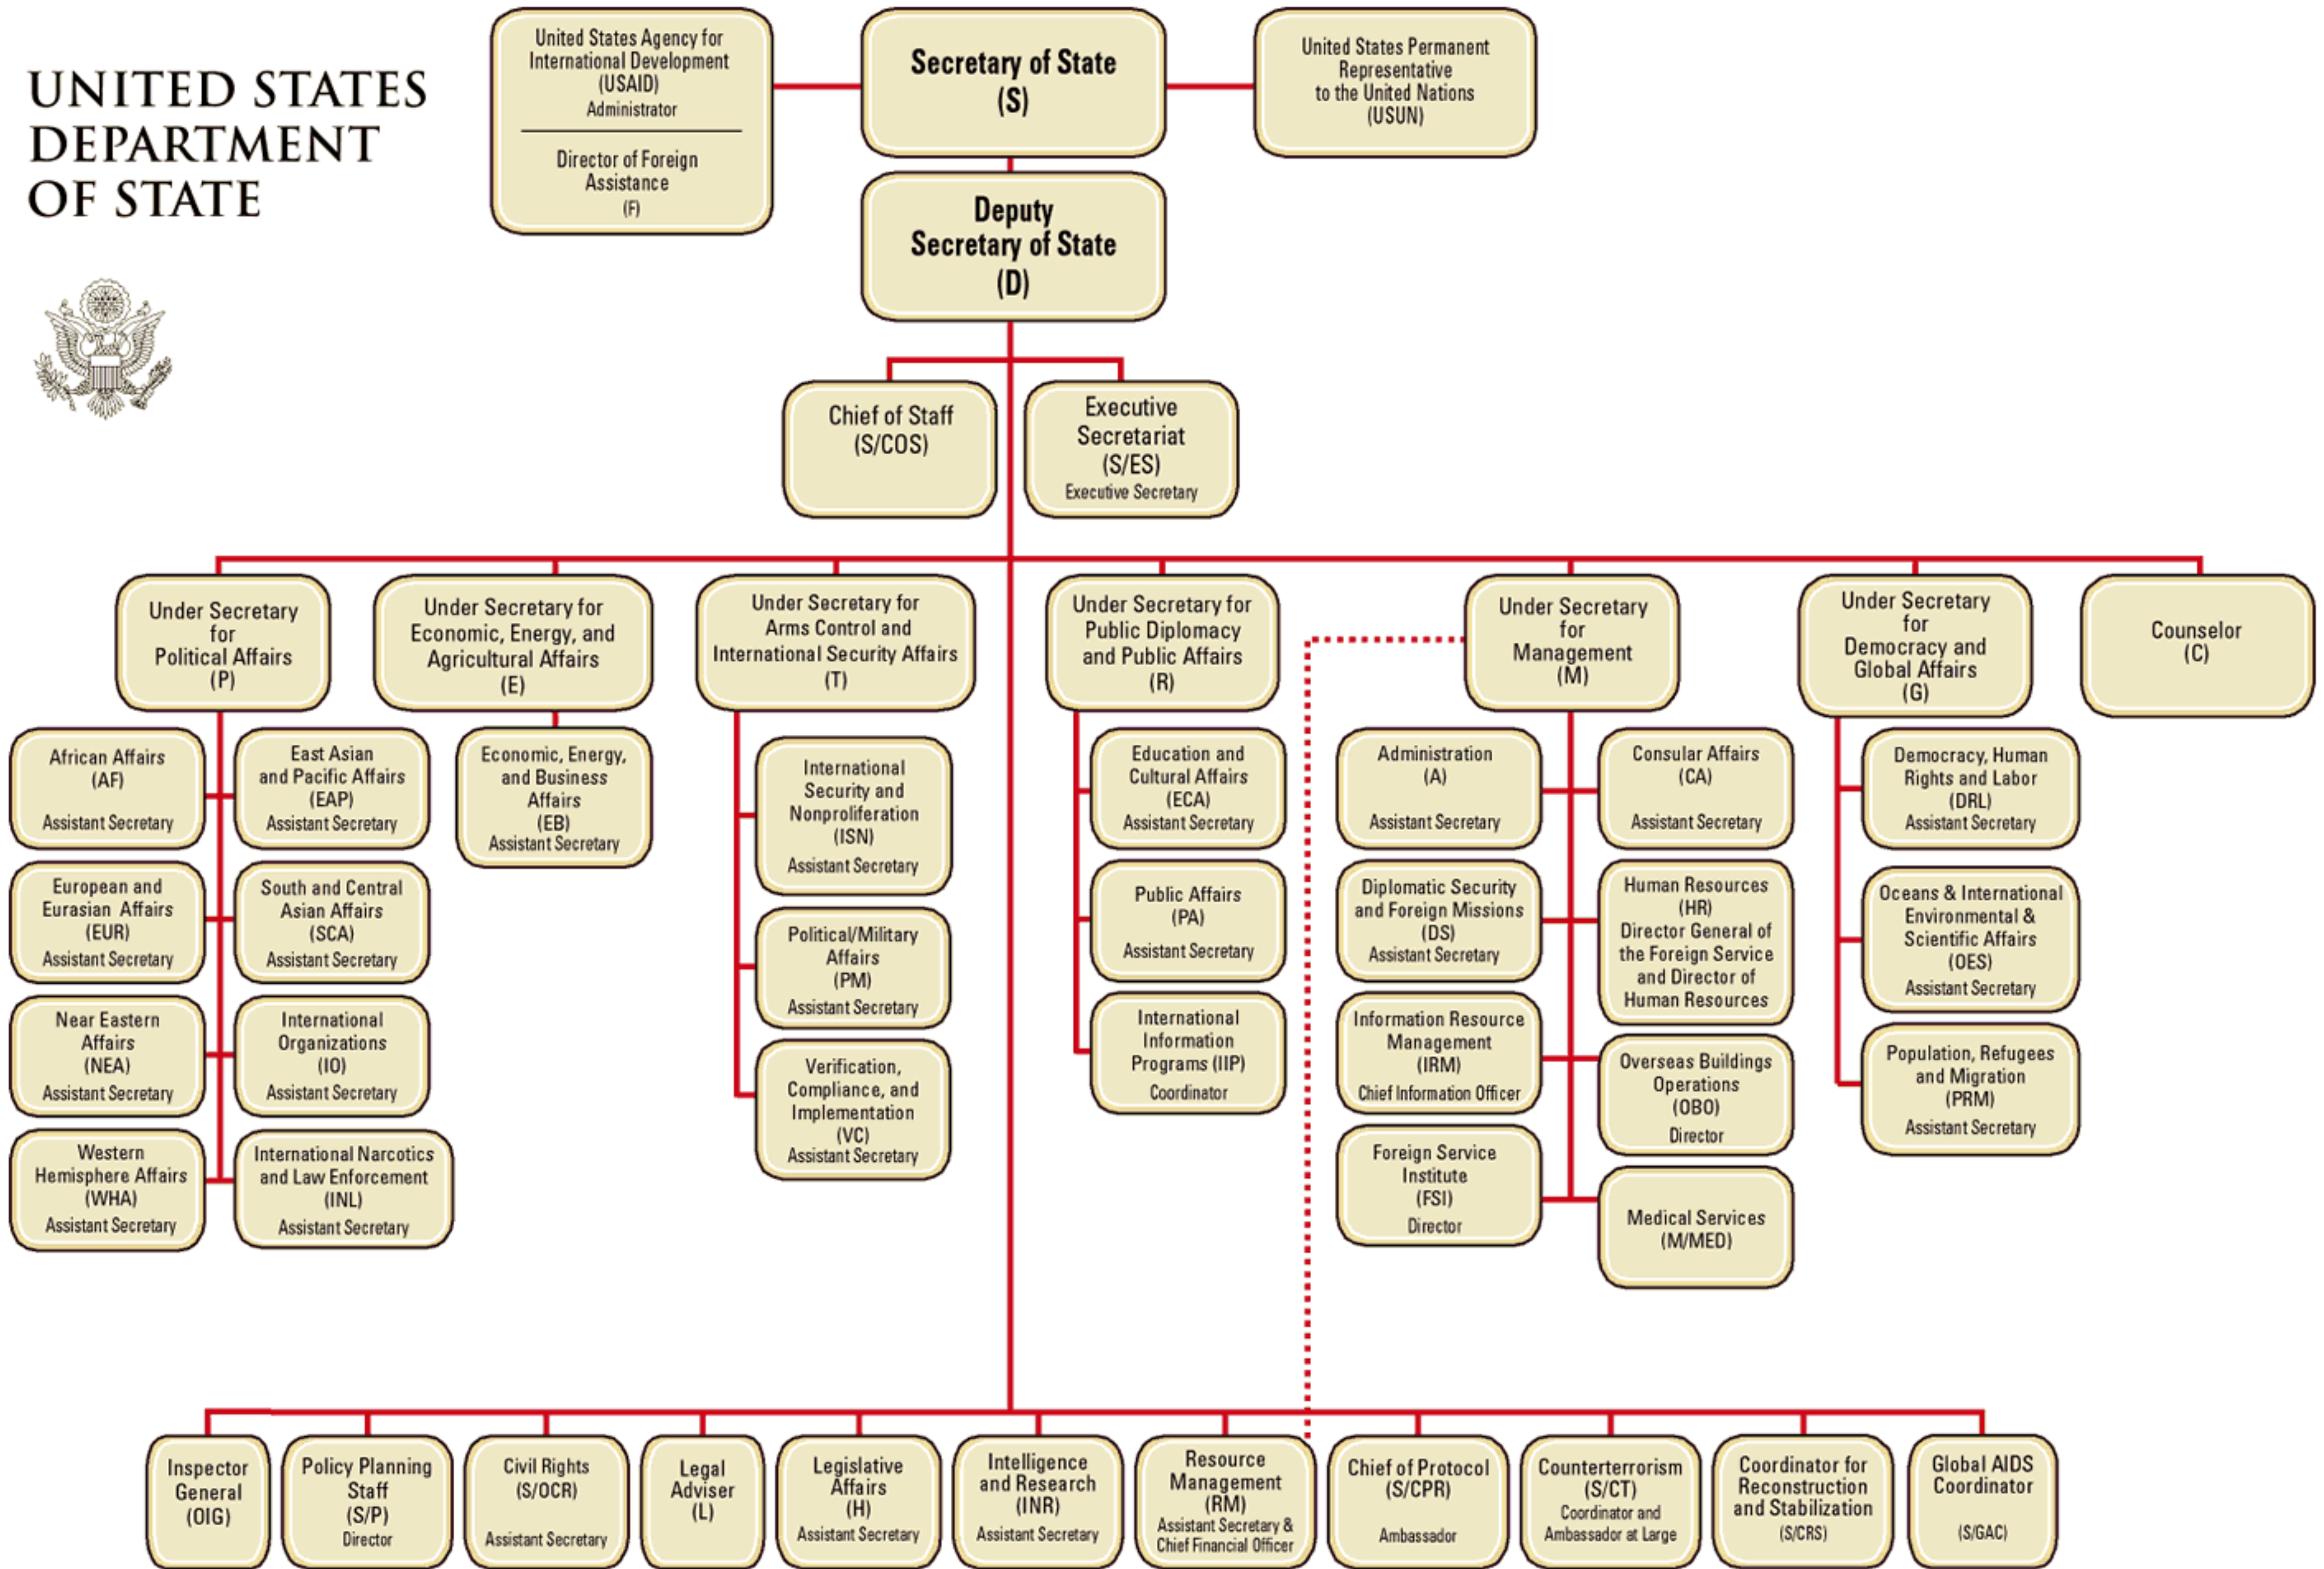 UNITED STATES
DEPARTMENT
OF STATE
United States Agency for
International Development
(USAID)
Administrator
Director of Foreign
Assistance
(F)
Secretary of State
(S)
United States Permanent
Representative
to the United Nations
(USUN)
Deputy
Secretary of State
(D)
Chief of Staff
(S/COS)
Executive
Secretariat
(S/ES)
Executive Secretary
Under Secretary
for
Political Affairs
(P)
Under Secretary for
Economic, Energy, and
Agricultural Affairs
(E)
Under Secretary for
Arms Control and
International Security Affairs
(T)
Under Secretary for
Public Diplomacy
and Public Affairs
(R)
Under Secretary
for
Management
(M)
Under Secretary
for
Democracy and
Global Affairs
(G)
Counselor
(C)
African Affairs
(AF)
Assistant Secretary
East Asian
and Pacific Affairs
(EAP)
Assistant Secretary
European and
Eurasian Affairs
(EUR)
Assistant Secretary
South and Central
Asian Affairs
(SCA)
Assistant Secretary
Near Eastern
Affairs
(NEA)
Assistant Secretary
International
Organizations
(IO)
Assistant Secretary
Western
Hemisphere Affairs
(WHA)
Assistant Secretary
International Narcotics
and Law Enforcement
(INL)
Assistant Secretary
Economic, Energy,
and Business
Affairs
(EB)
Assistant Secretary
International
Security and
Nonproliferation
(ISN)
Assistant Secretary
Political/Military
Affairs
(PM)
Assistant Secretary
Verification,
Compliance, and
Implementation
(VC)
Assistant Secretary
Education and
Cultural Affairs
(ECA)
Assistant Secretary
Public Affairs
(PA)
Assistant Secretary
International
Information
Programs (IIP)
Coordinator
Administration
(A)
Assistant Secretary
Consular Affairs
(CA)
Assistant Secretary
Diplomatic Security
and Foreign Missions
(DS)
Assistant Secretary
Human Resources
(HR)
Director General of
the Foreign Service
and Director of
Human Resources
Information Resource
Management
(IRM)
Chief Information Officer
Overseas Buildings
Operations
(OBO)
Director
Foreign Service
Institute
(FSI)
Director
Medical Services
(M/MED)
Democracy, Human
Rights and Labor
(DRL)
Assistant Secretary
Oceans & International
Environmental &
Scientific Affairs
(OES)
Assistant Secretary
Population, Refugees
and Migration
(PRM)
Assistant Secretary
Inspector
General
(OIG)
Policy Planning
Staff
(S/P)
Director
Civil Rights
(S/OCR)
Assistant Secretary
Legal
Adviser
(L)
Legislative
Affairs
(H)
Assistant Secretary
Intelligence
and Research
(INR)
Assistant Secretary
Resource
Management
(RM)
Assistant Secretary &
Chief Financial Officer
Chief of Protocol
(S/CPR)
Ambassador
Counterterrorism
(S/CT)
Coordinator and
Ambassador at Large
Coordinator for
Reconstruction
and Stabilization
(S/CRS)
Global AIDS
Coordinator
(S/GAC)